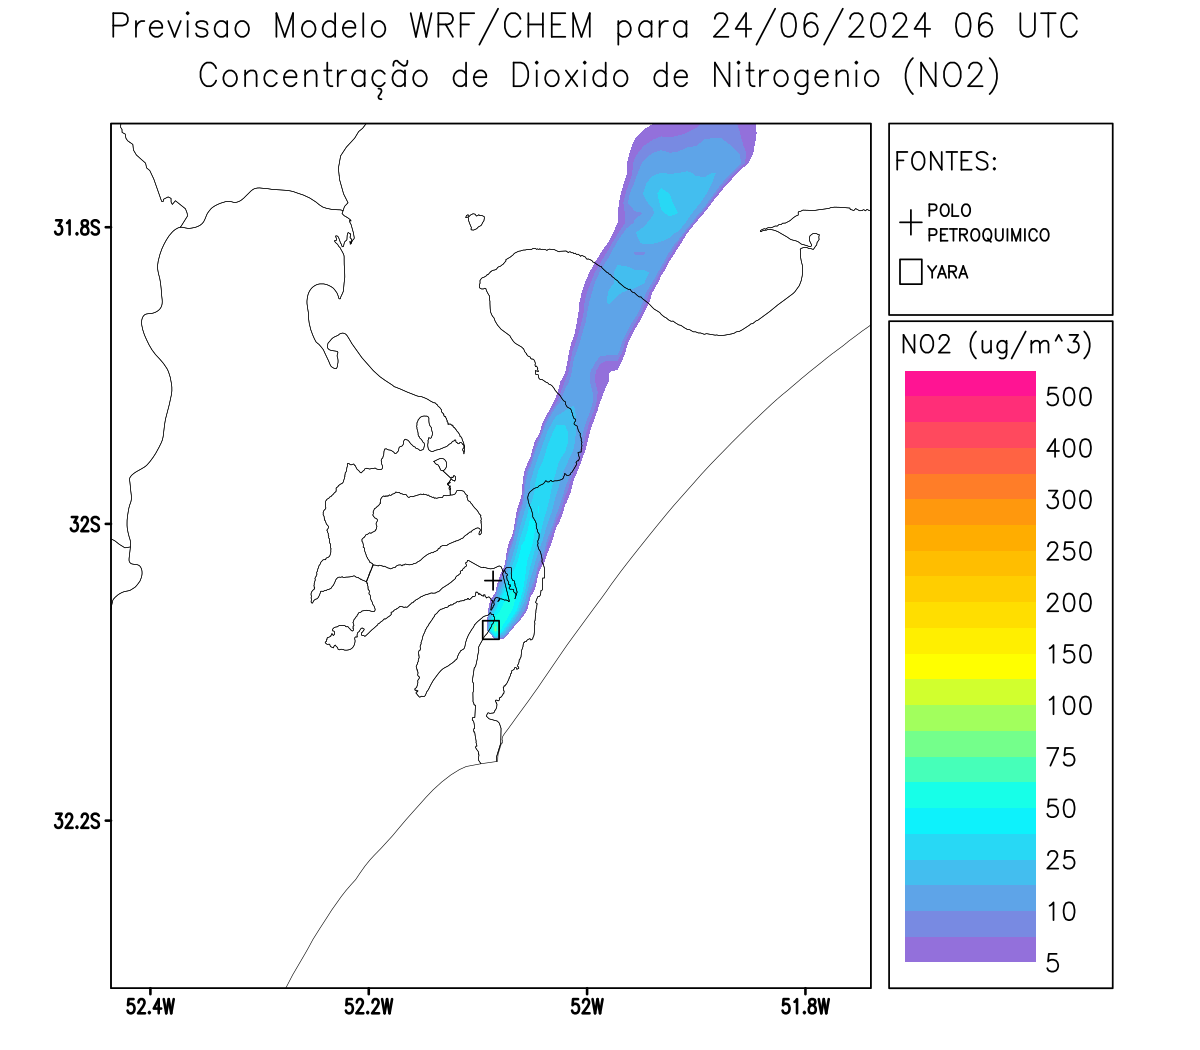 Previsao Modelo WRF/CHEM para 24/06/2024 06 UTC
Concentração de Dioxido de Nitrogenio (NO2)
FONTES:
POLO
PETROQUIMICO
YARA
31.8S
32S
32.2S
52.4W
52.2W
52W
51.8W
NO2 (ug/m^3)
500
400
300
250
200
150
100
75
50
25
10
5